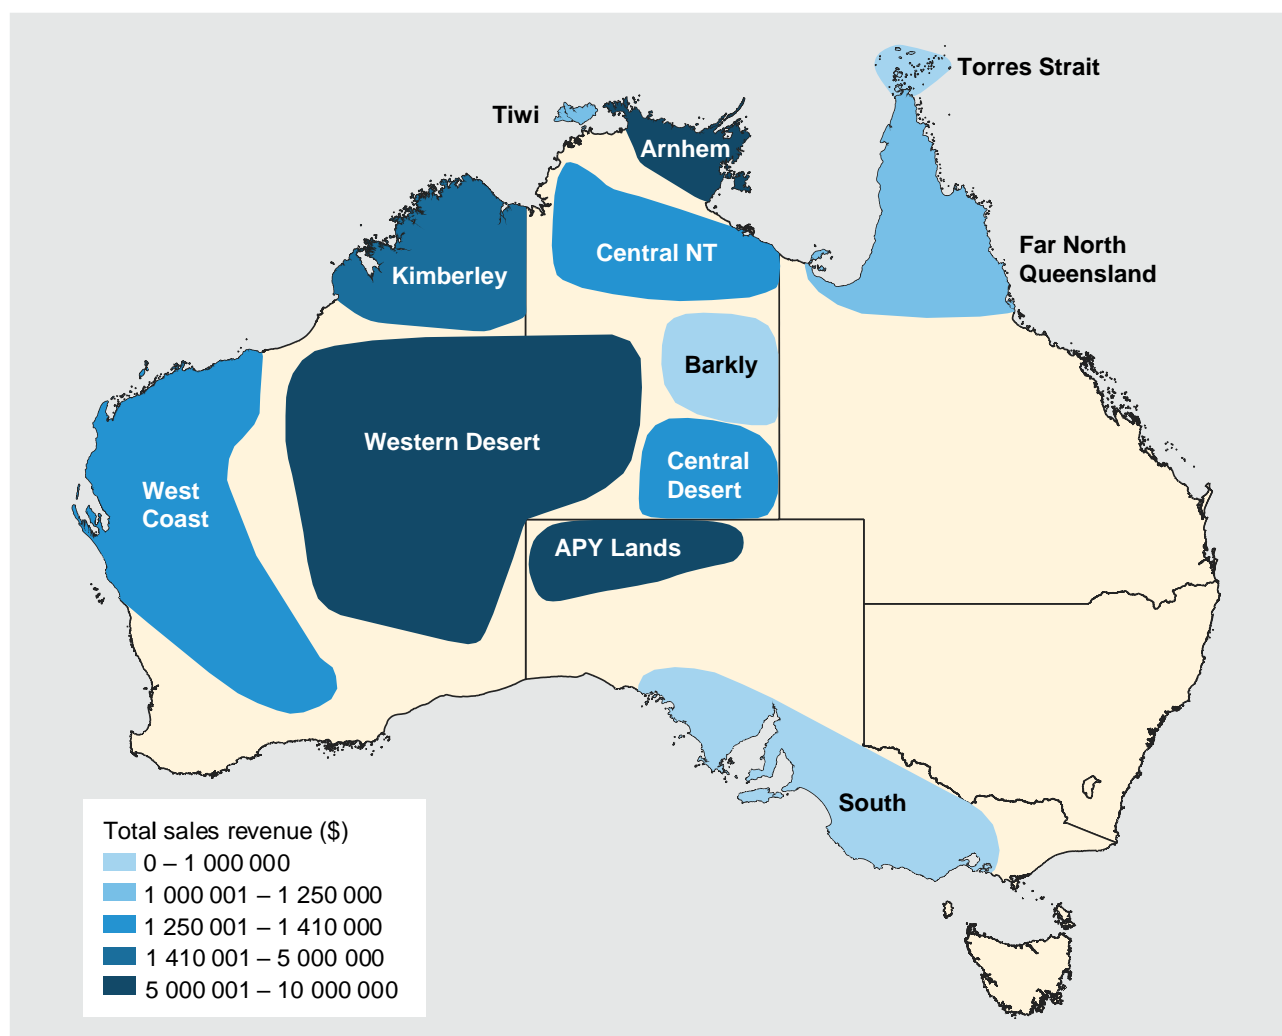 Torres Strait
Tiwi
Arnhem
Far North
Queensland
Central NT
Kimberley
Barkly
Western Desert
Central
Desert
West
Coast
APY Lands
South
Total sales revenue ($)
0 – 1 000 000
1 000 001 – 1 250 000
1 250 001 – 1 410 000
1 410 001 – 5 000 000
5 000 001 – 10 000 000